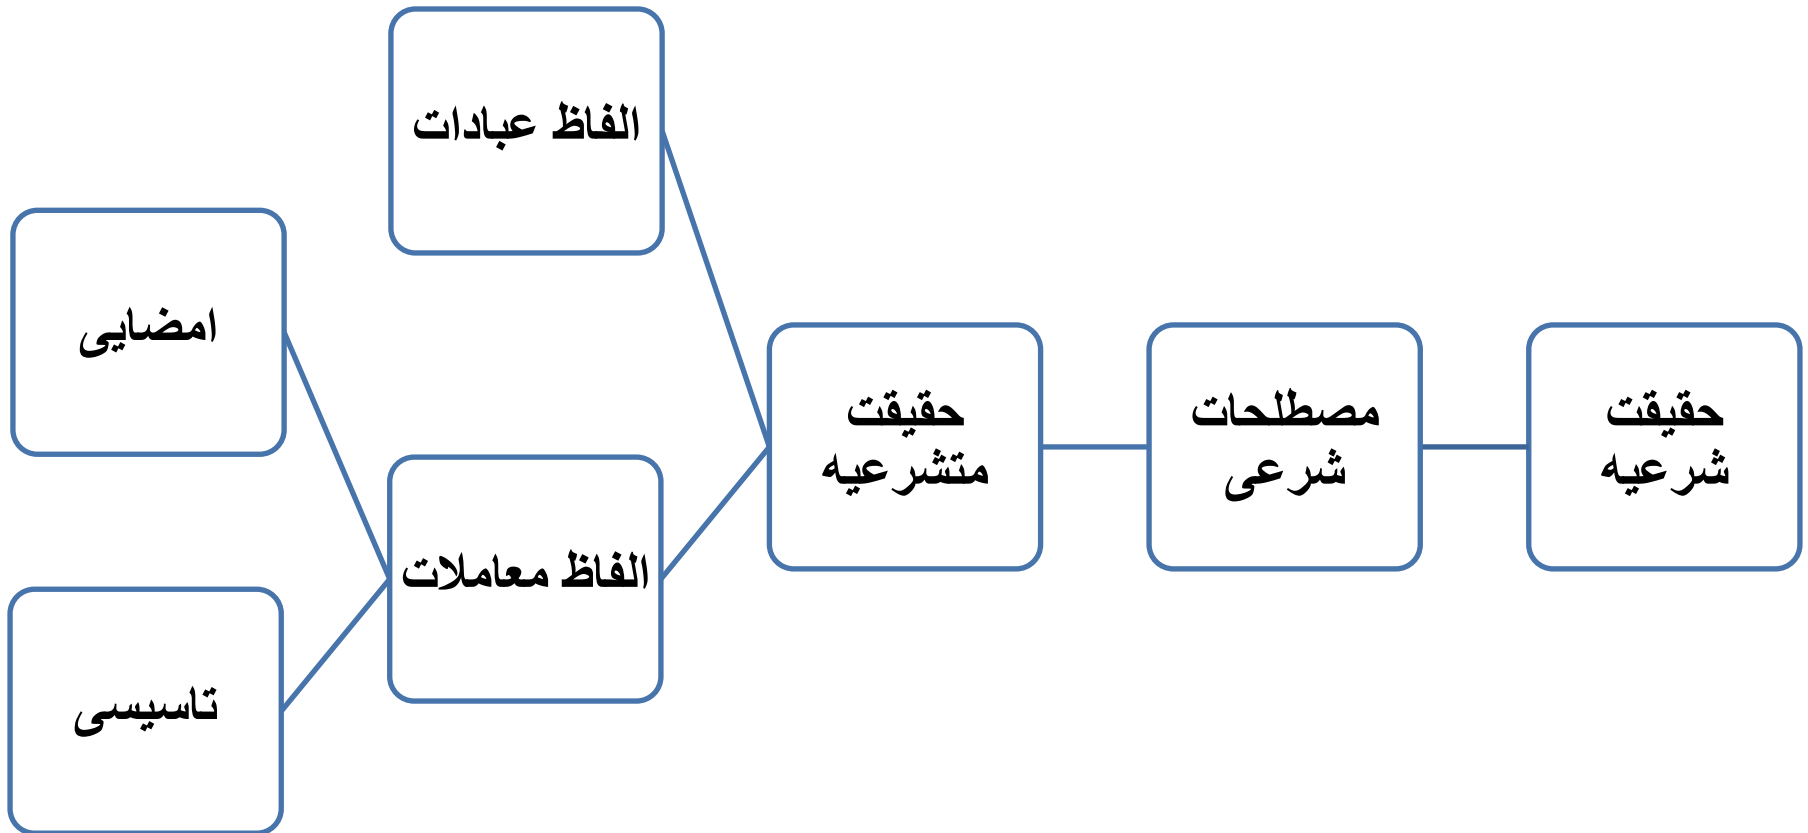 حقیقت
شرعیه
مصطلحات
شرعی
حقیقت
متشرعیه
الفاظ عبادات
الفاظ معاملات
امضایی
تاسیسی